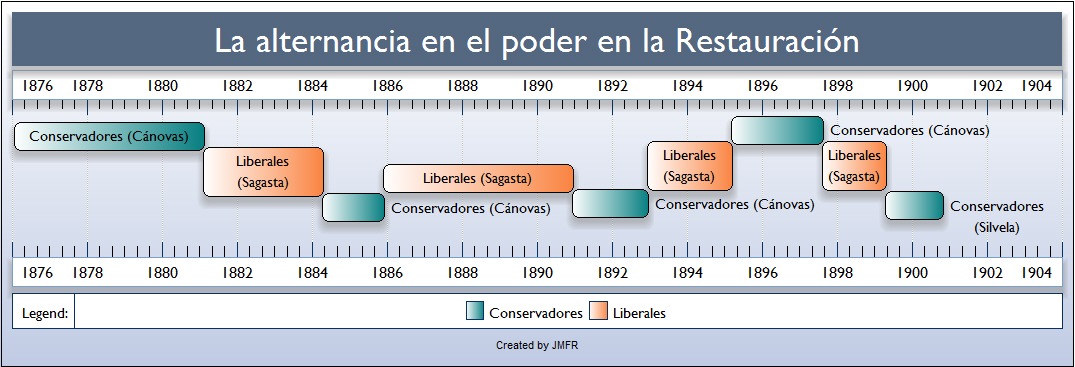 La alternancia en el poder en la Restauración
1876 1878 1880 1882 1884 1886 1888 1890 1892 1894 1896 1898 1900 1902 1904
Conservadores (Cánovas)
Liberales
(Sagasta)
Conservadores (Cánovas)
Liberales (Sagasta)
Conservadores (Cánovas)
Liberales
(Sagasta)
Conservadores (Cánovas)
Liberales
(Sagasta)
Conservadores
(Silvela)
1876 1878 1880 1882 1884 1886 1888 1890 1892 1894 1896 1898 1900 1902 1904
Legend: Conservadores Liberales
Created by JMFR